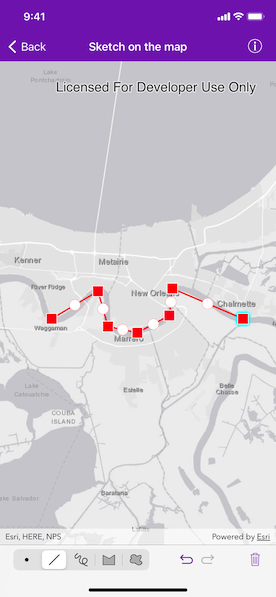 9:41
Back
Sketch on the map
Lake
Pontchartrain
Licensed For Developer Use Only
Kenner
Metairie
River Ridge
New Orleans
Chalmette
Waggaman
Marrero
Estelle
Belle
Chasse
Lake
Cataouatche
COUBA
ISLAND
Lake Salvador
Barataria
Lafitte
Esri, HERE, NPS
Powered by Esri